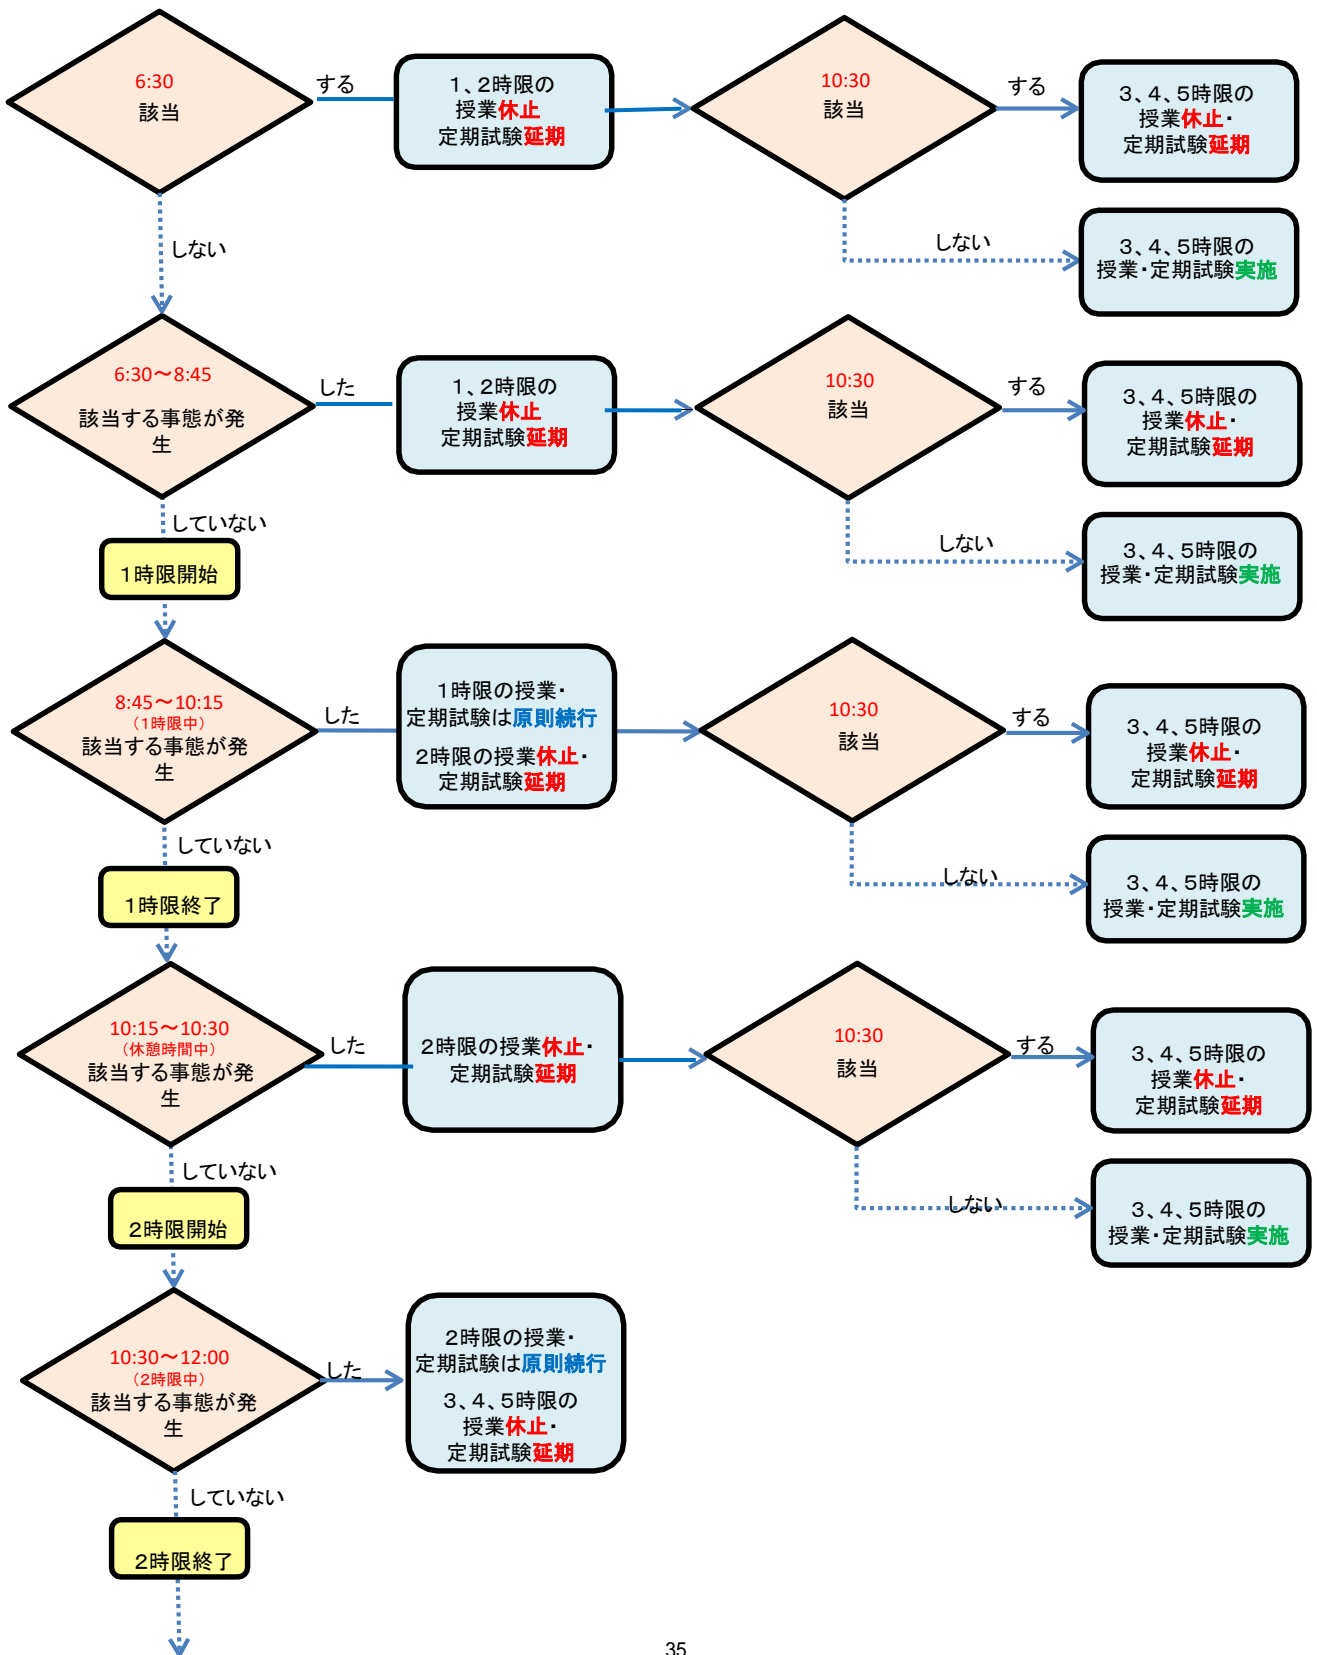 6:30
該当
する
1、2時限の
授業休止
定期試験延期
10:30
該当
する
3、4、5時限の
授業休止・
定期試験延期
しない
しない
3、4、5時限の
授業・定期試験実施
6:30～8:45
該当する事態が発
生
した
1、2時限の
授業休止
定期試験延期
10:30
該当
する
3、4、5時限の
授業休止・
定期試験延期
していない
しない
3、4、5時限の
授業・定期試験実施
1時限開始
8:45～10:15
（1時限中）
該当する事態が発
生
した
1時限の授業・
定期試験は原則続行
2時限の授業休止・
定期試験延期
10:30
該当
する
3、4、5時限の
授業休止・
定期試験延期
していない
しない
3、4、5時限の
授業・定期試験実施
1時限終了
10:15～10:30
（休憩時間中）
該当する事態が発
生
した
2時限の授業休止・
定期試験延期
10:30
該当
する
3、4、5時限の
授業休止・
定期試験延期
していない
しない
3、4、5時限の
授業・定期試験実施
2時限開始
10:30～12:00
（2時限中）
該当する事態が発
生
した
2時限の授業・
定期試験は原則続行
3、4、5時限の
授業休止・
定期試験延期
していない
2時限終了
35